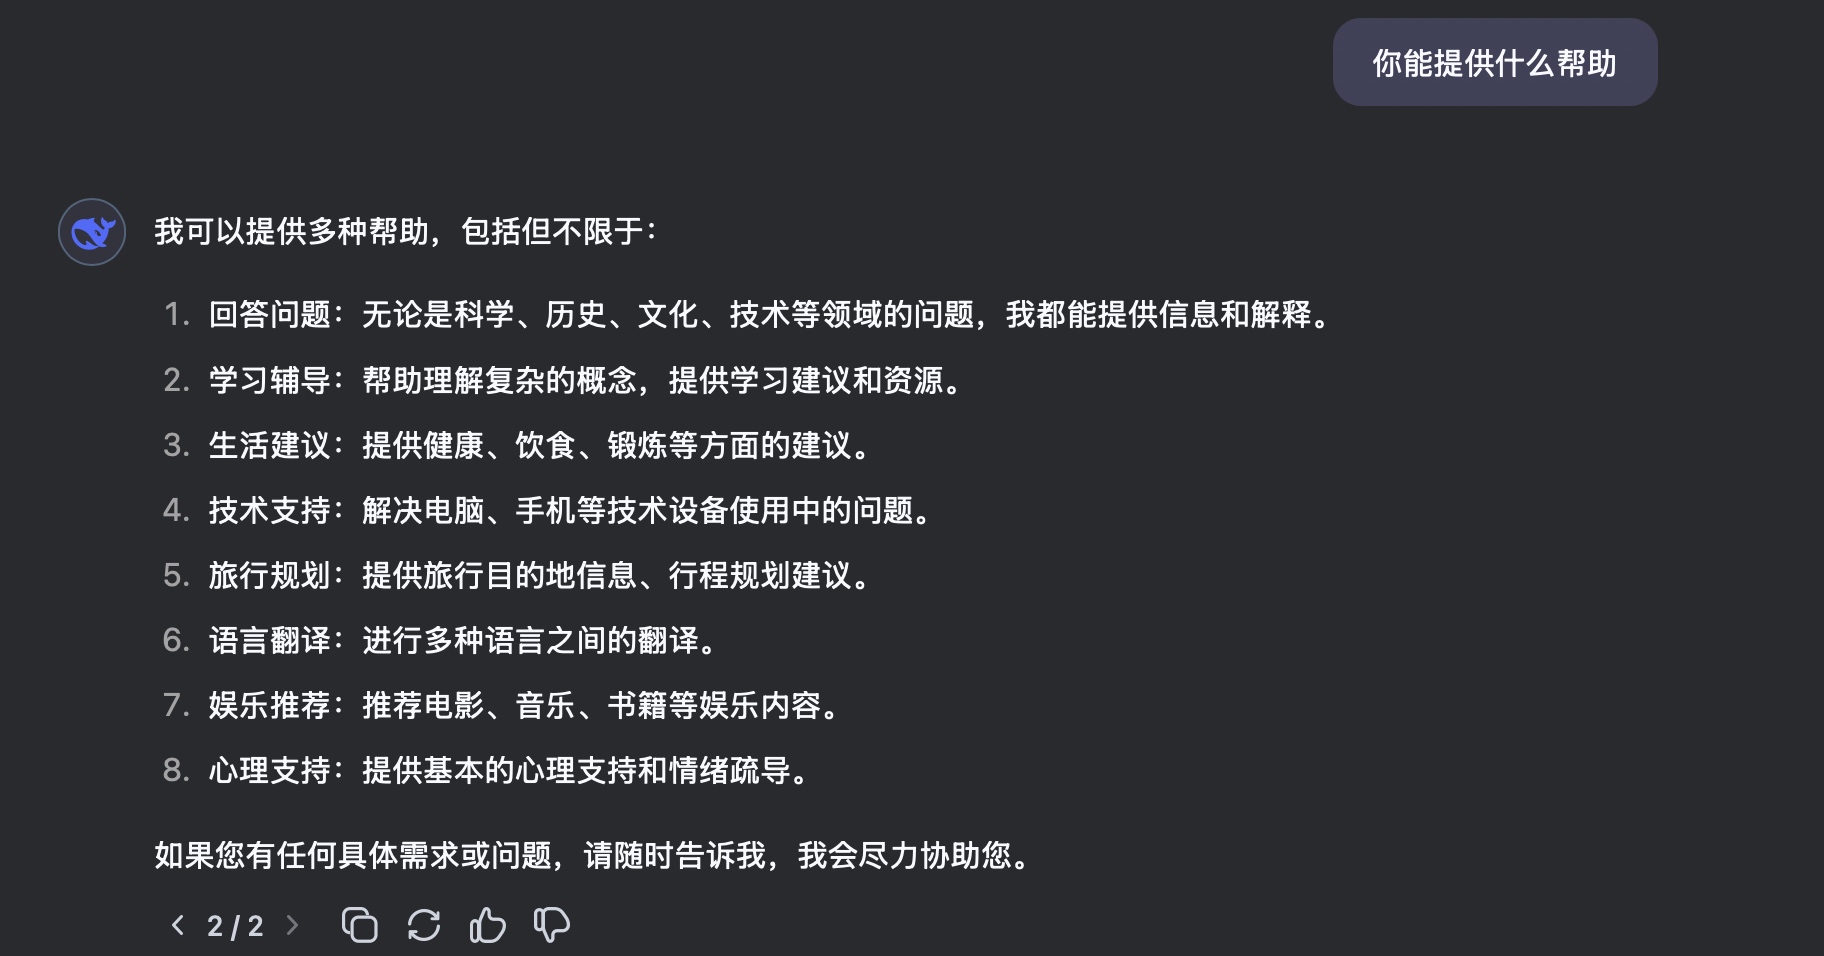 你能提供什么帮助
我可以提供多种帮助，包括但不限于：
1. 回答问题：无论是科学、历史、文化、技术等领域的问题，我都能提供信息和解释。
2. 学习辅导：帮助理解复杂的概念，提供学习建议和资源。
3. 生活建议：提供健康、饮食、锻炼等方面的建议。
4. 技术支持：解决电脑、手机等技术设备使用中的问题。
5. 旅行规划：提供旅行目的地信息、行程规划建议。
6. 语言翻译：进行多种语言之间的翻译。
7. 娱乐推荐：推荐电影、音乐、书籍等娱乐内容。
8. 心理支持：提供基本的心理支持和情绪疏导。
如果您有任何具体需求或问题，请随时告诉我，我会尽力协助您。
2 / 2